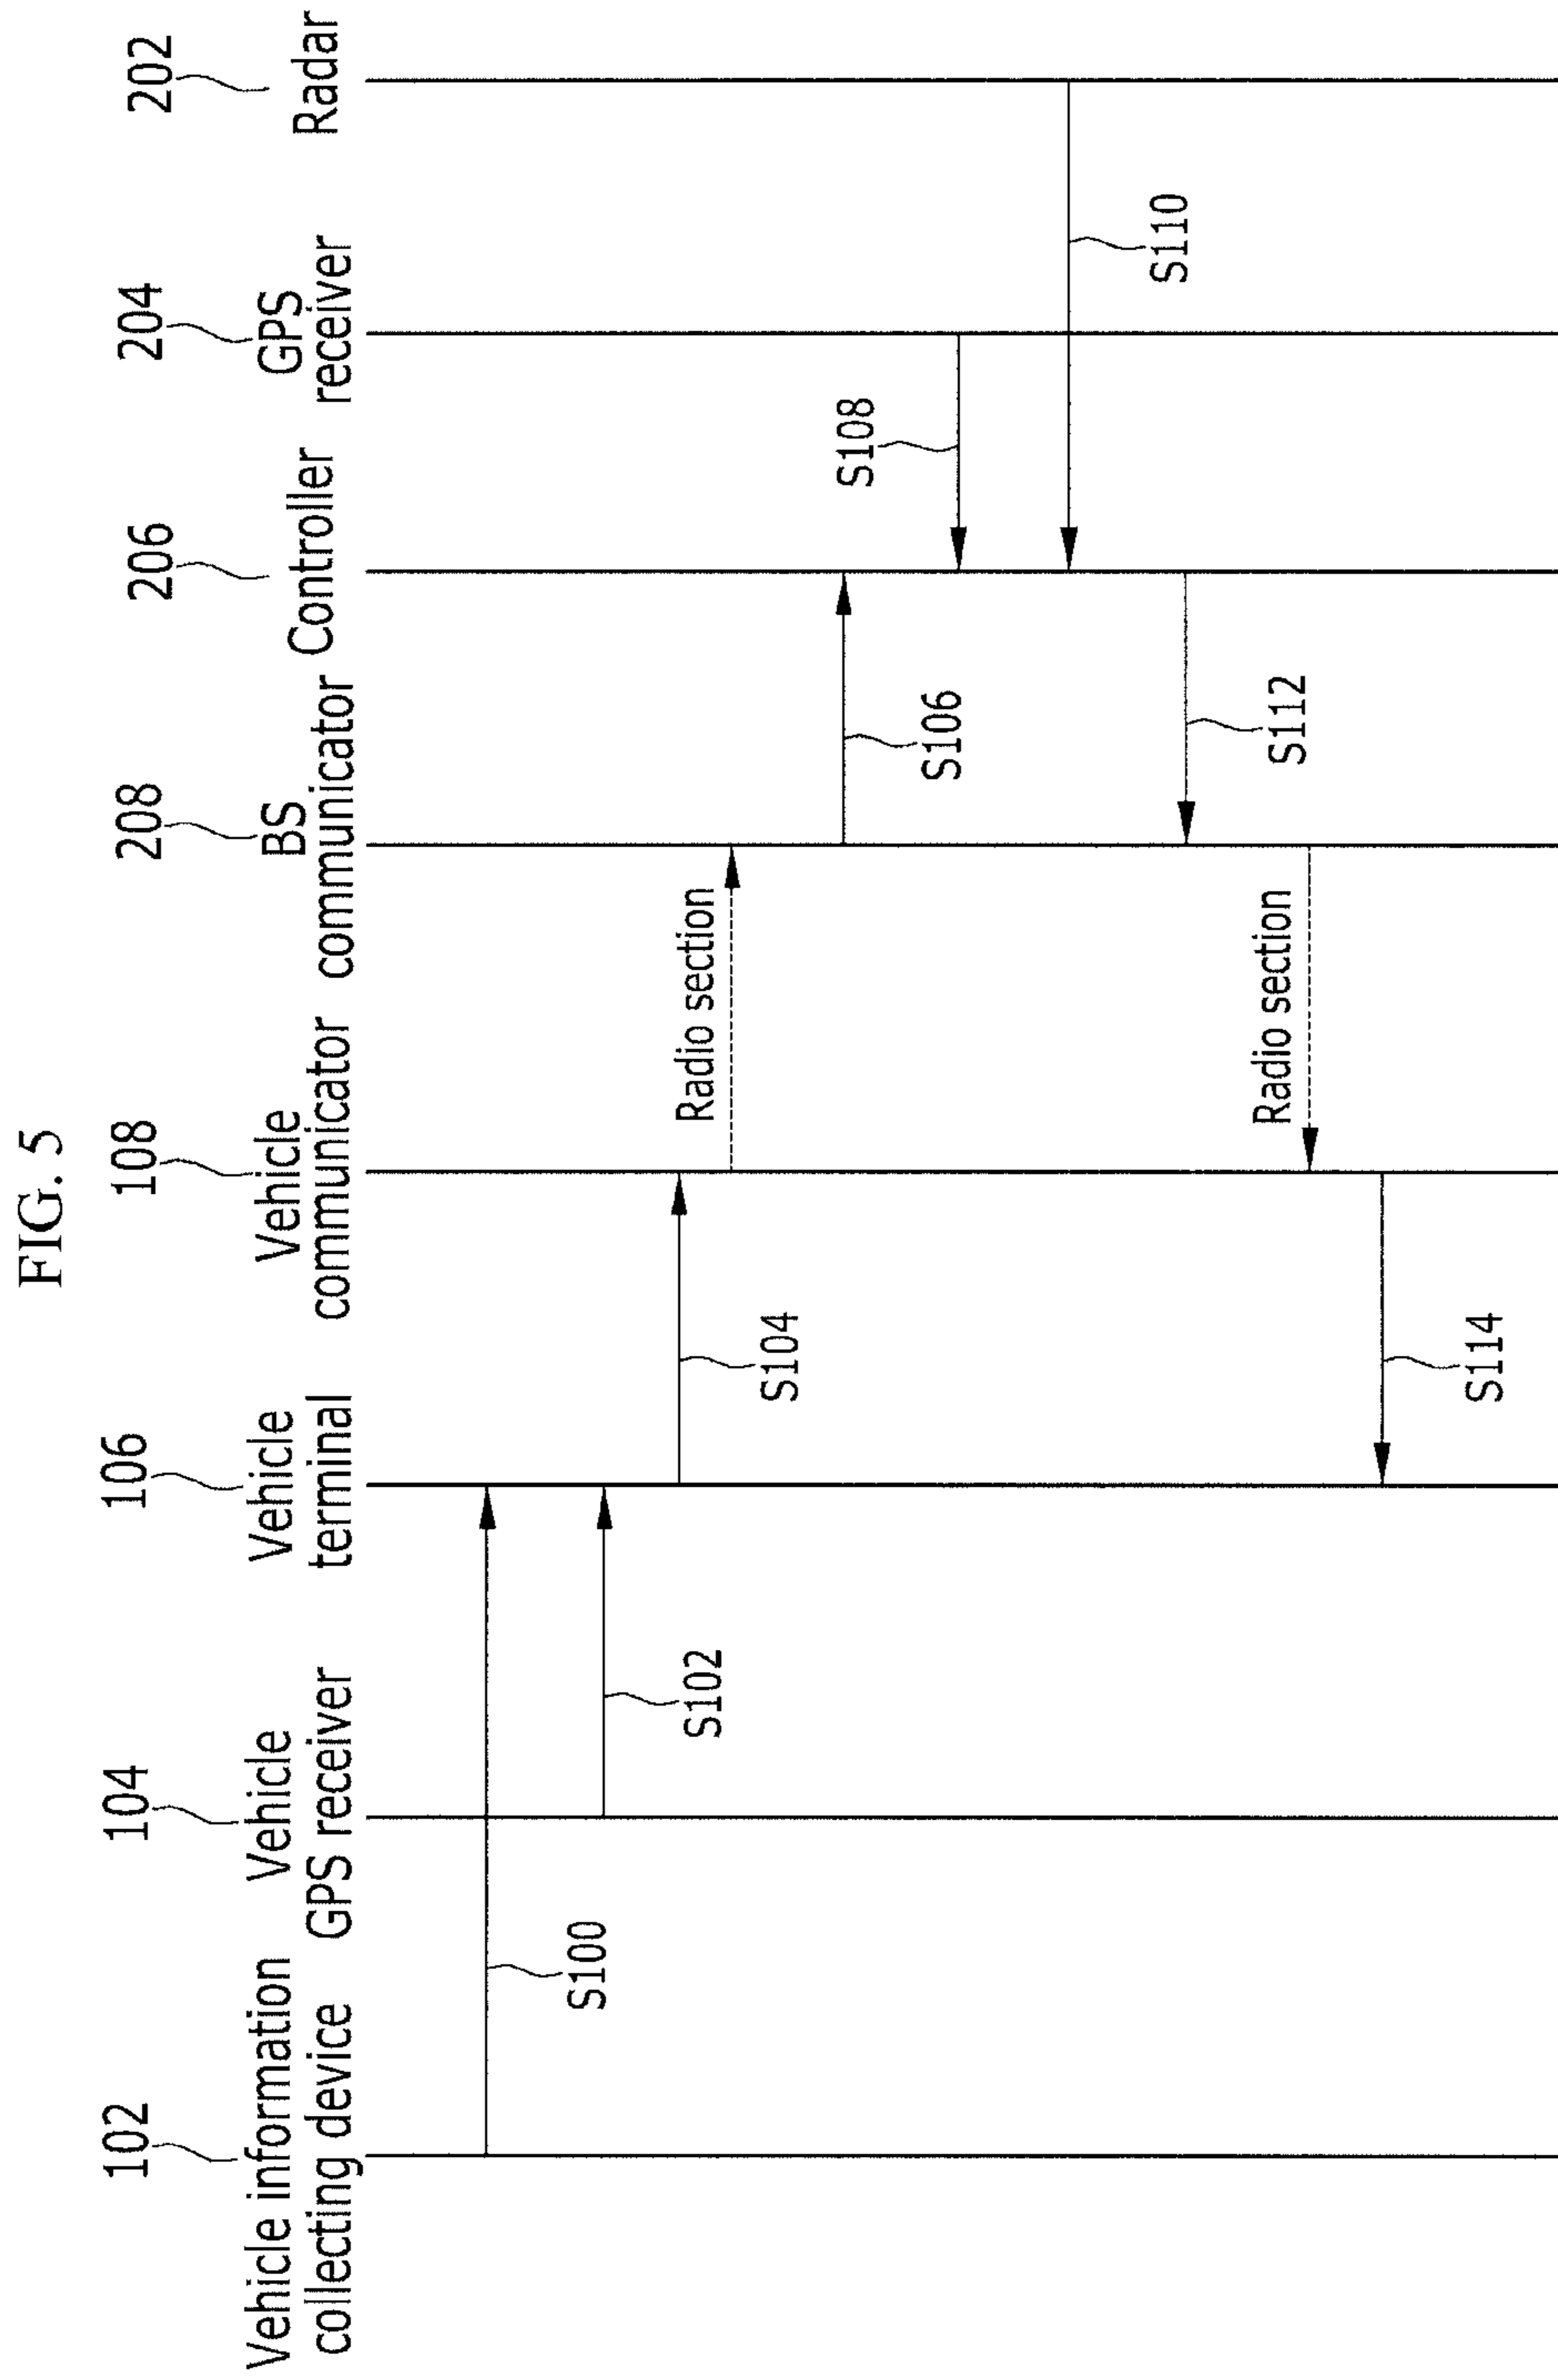 FIG. 5
102
Vehicle information
collecting device
104
Vehicle
GPS receiver
106
Vehicle
terminal
108
Vehicle
communicator
208
BS
communicator
206
Controller
204
GPS
receiver
202
Radar
S100
S102
S104
Radio section
S106
S108
S110
S112
Radio section
S114